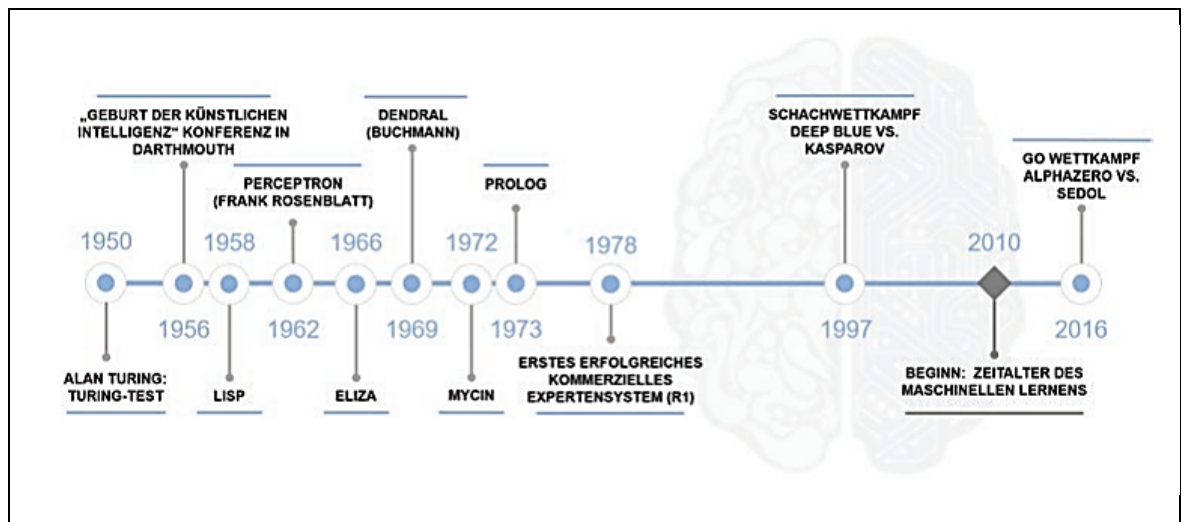 „GEBURT DER KÜNSTLICHEN
INTELLIGENZ“ KONFERENZ IN
DARTHMOUTH
DENDRAL
(BUCHMANN)
SCHACHWETTKAMPF
DEEP BLUE VS.
KASPAROV
GO WETTKAMPF
ALPHAZERO VS.
SEDOL
PERCEPTRON
(FRANK ROSENBLATT)
PROLOG
1950
1958
1966
1972
1978
2010
1956
1962
1969
1973
1997
2016
ALAN TURING:
TURING-TEST
LISP
ELIZA
MYCIN
ERSTES ERFOLGREICHES
KOMMERZIELLES
EXPERTENSYSTEM (R1)
BEGINN: ZEITALTER DES
MASCHINELLEN LERNENS